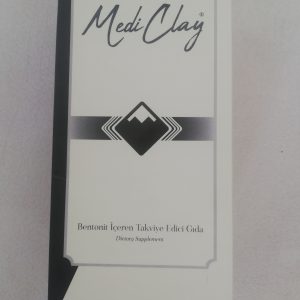 Medi Clay®
Bentonit İçeren Takviye Edici Gıda
Dietary Supplement